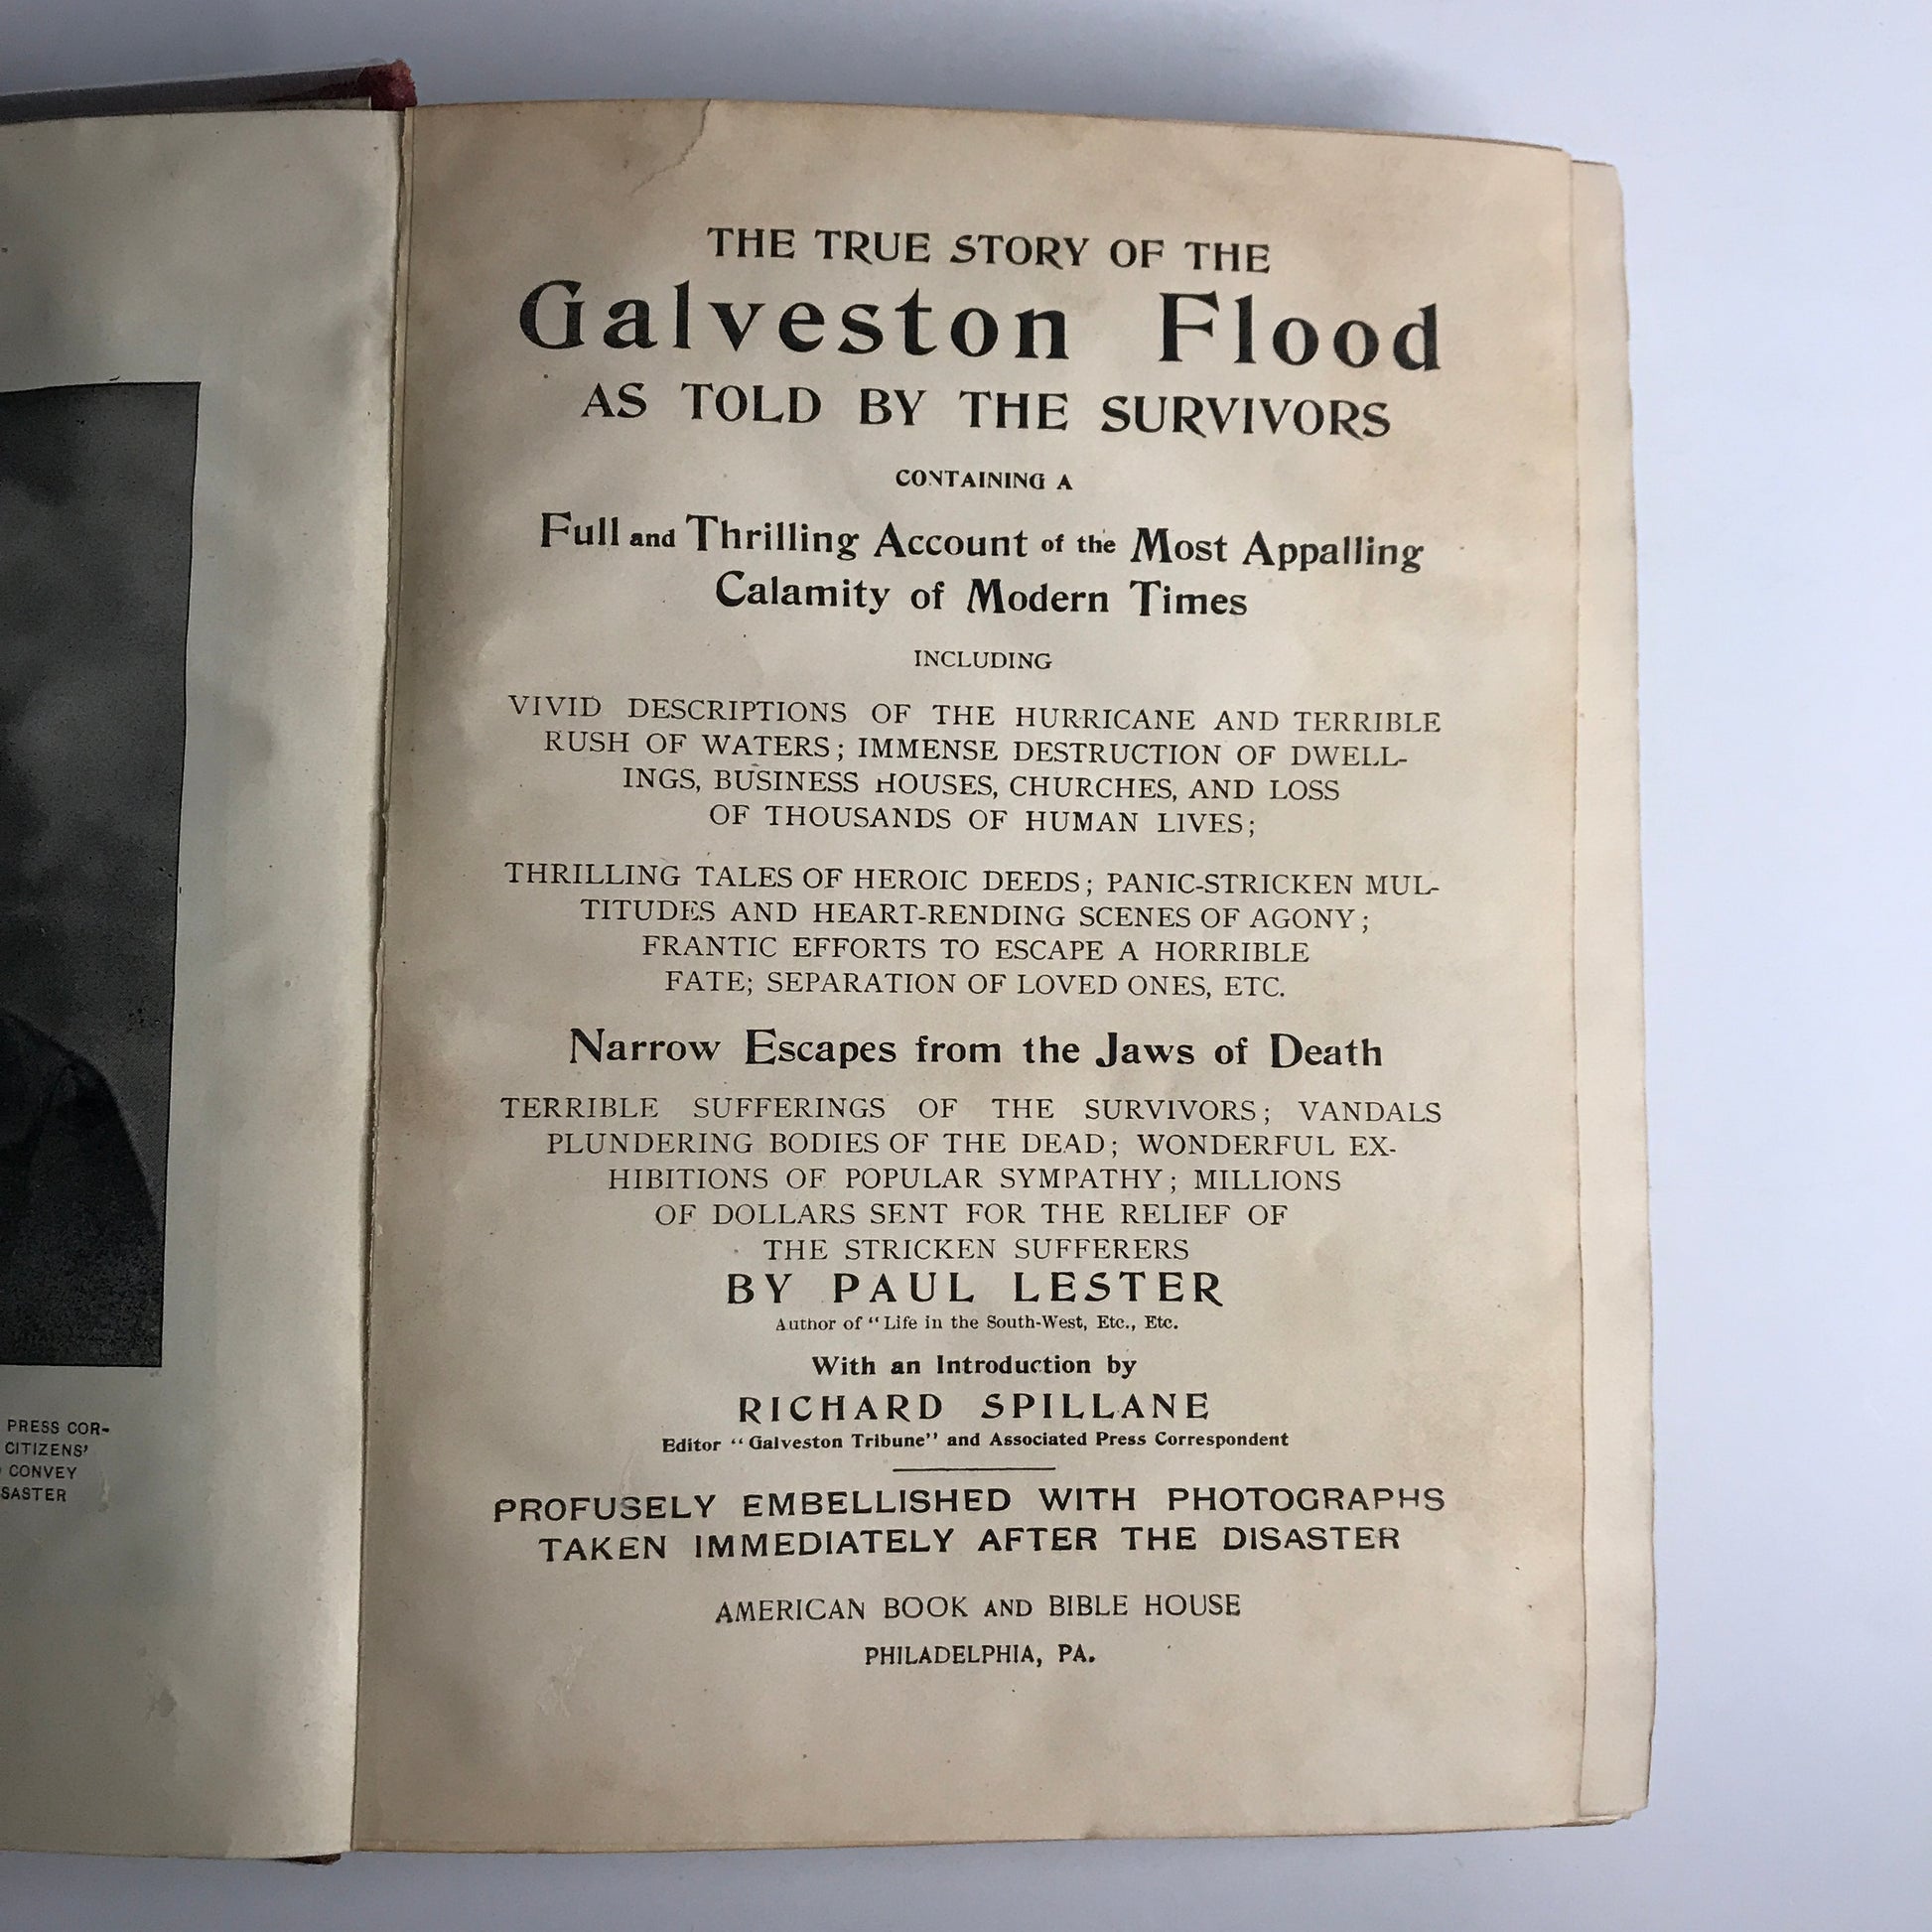 PRESS COR-
CITIZENS'
CONVEY
SASTER
THE TRUE STORY OF THE
Galveston Flood
AS TOLD BY THE SURVIVORS
CONTAINING A
Full and Thrilling Account of the Most Appalling
Calamity of Modern Times
INCLUDING
VIVID DESCRIPTIONS OF THE HURRICANE AND TERRIBLE
RUSH OF WATERS; IMMENSE DESTRUCTION OF DWELL-
INGS, BUSINESS HOUSES, CHURCHES, AND LOSS
OF THOUSANDS OF HUMAN LIVES;
THRILLING TALES OF HEROIC DEEDS; PANIC-STRICKEN MUL-
TITUDES AND HEART-RENDING SCENES OF AGONY;
FRANTIC EFFORTS TO ESCAPE A HORRIBLE
FATE; SEPARATION OF LOVED ONES, ETC.
Narrow Escapes from the Jaws of Death
TERRIBLE SUFFERINGS OF THE SURVIVORS; VANDALS
PLUNDERING BODIES OF THE DEAD; WONDERFUL EX-
HIBITIONS OF POPULAR SYMPATHY; MILLIONS
OF DOLLARS SENT FOR THE RELIEF OF
THE STRICKEN SUFFERERS
BY PAUL LESTER
Author of "Life in the South-West, Etc., Etc.
With an Introduction by
RICHARD SPILLANE
Editor "Galveston Tribune" and Associated Press Correspondent
PROFUSELY EMBELLISHED WITH PHOTOGRAPHS
TAKEN IMMEDIATELY AFTER THE DISASTER
AMERICAN BOOK AND BIBLE HOUSE
PHILADELPHIA, PA.